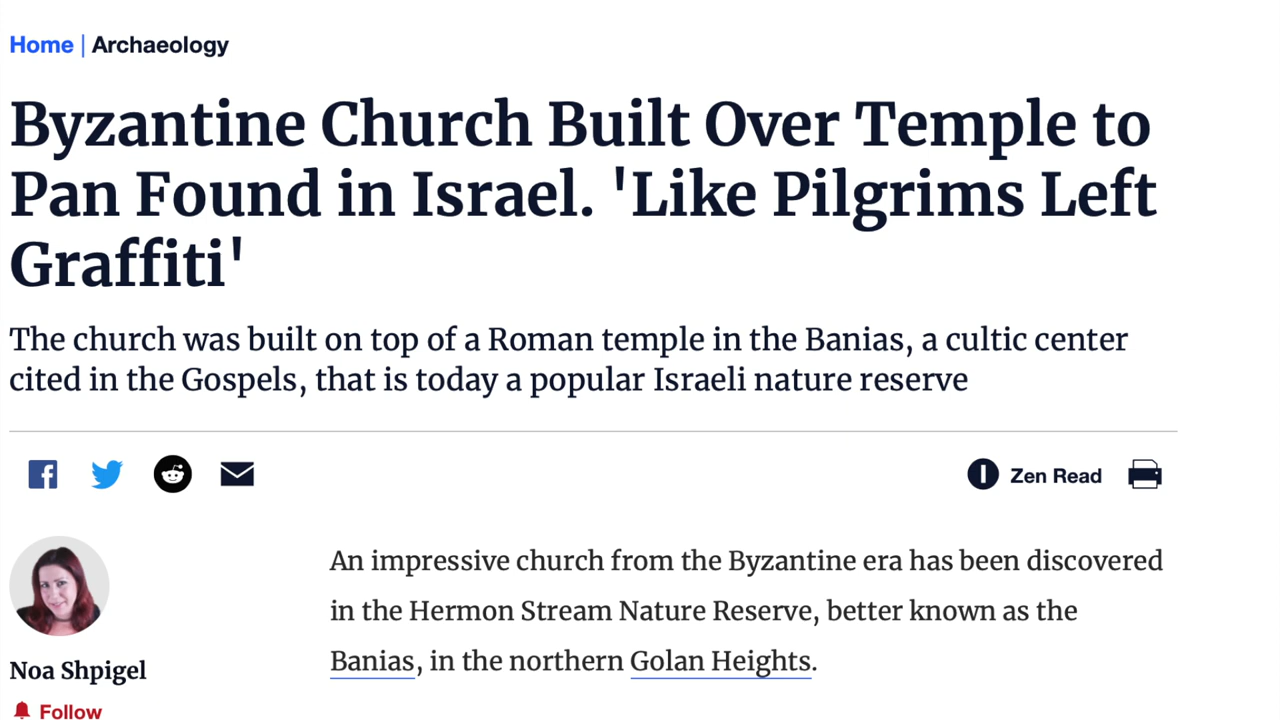 Home | Archaeology
Byzantine Church Built Over Temple to
Pan Found in Israel. 'Like Pilgrims Left
Graffiti'
The church was built on top of a Roman temple in the Banias, a cultic center
cited in the Gospels, that is today a popular Israeli nature reserve
Zen Read
An impressive church from the Byzantine era has been discovered
in the Hermon Stream Nature Reserve, better known as the
Banias, in the northern Golan Heights.
Noa Shpigel
Follow